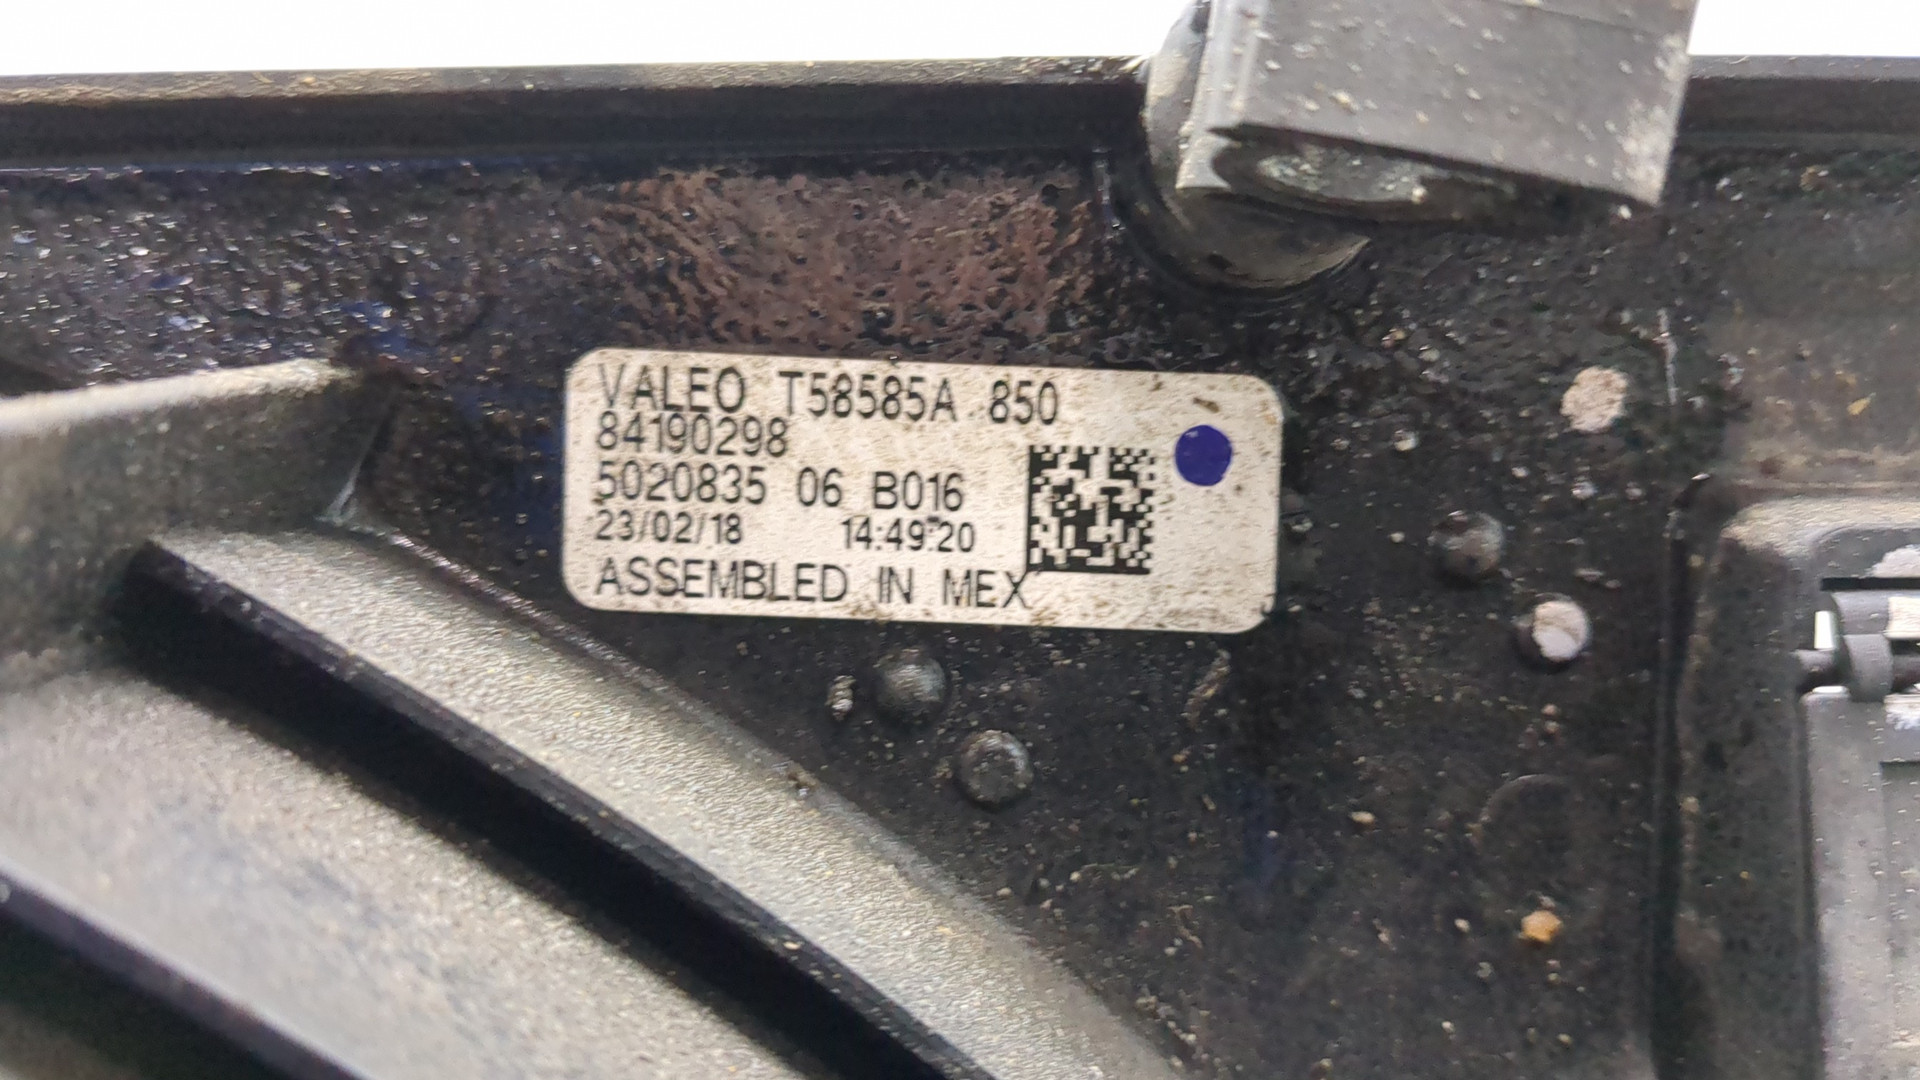 VALEO T58585A 850
84190298
5020835 06 B016
23/02/18 14:49:20
ASSEMBLED IN MEX